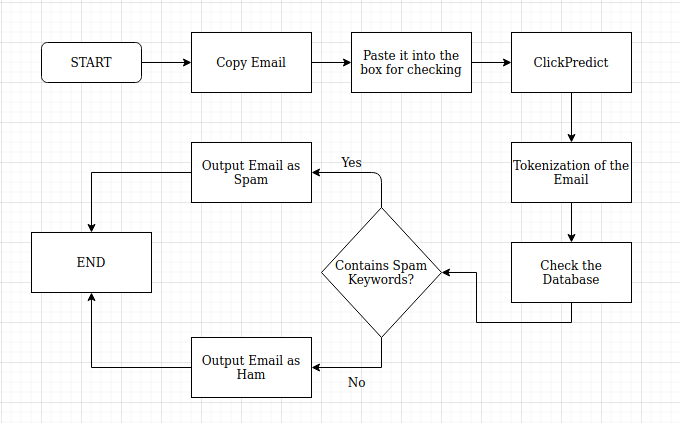 START
Copy Email
Paste it into the
box for checking
ClickPredict
Tokenization of the
Email
Check the
Database
Contains Spam
Keywords?
Yes
Output Email as
Spam
No
Output Email as
Ham
END